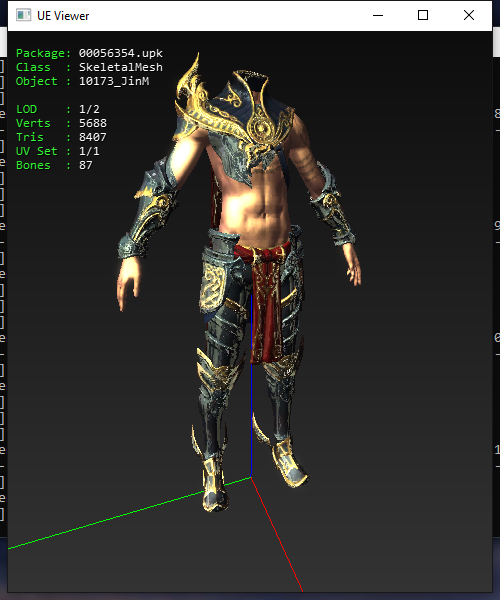 UE Viewer
Package: 00056354.upk
Class : SkeletalMesh
Object : 10173_JinM
LOD : 1/2
Verts : 5688
Tris : 8407
UV Set : 1/1
Bones : 87